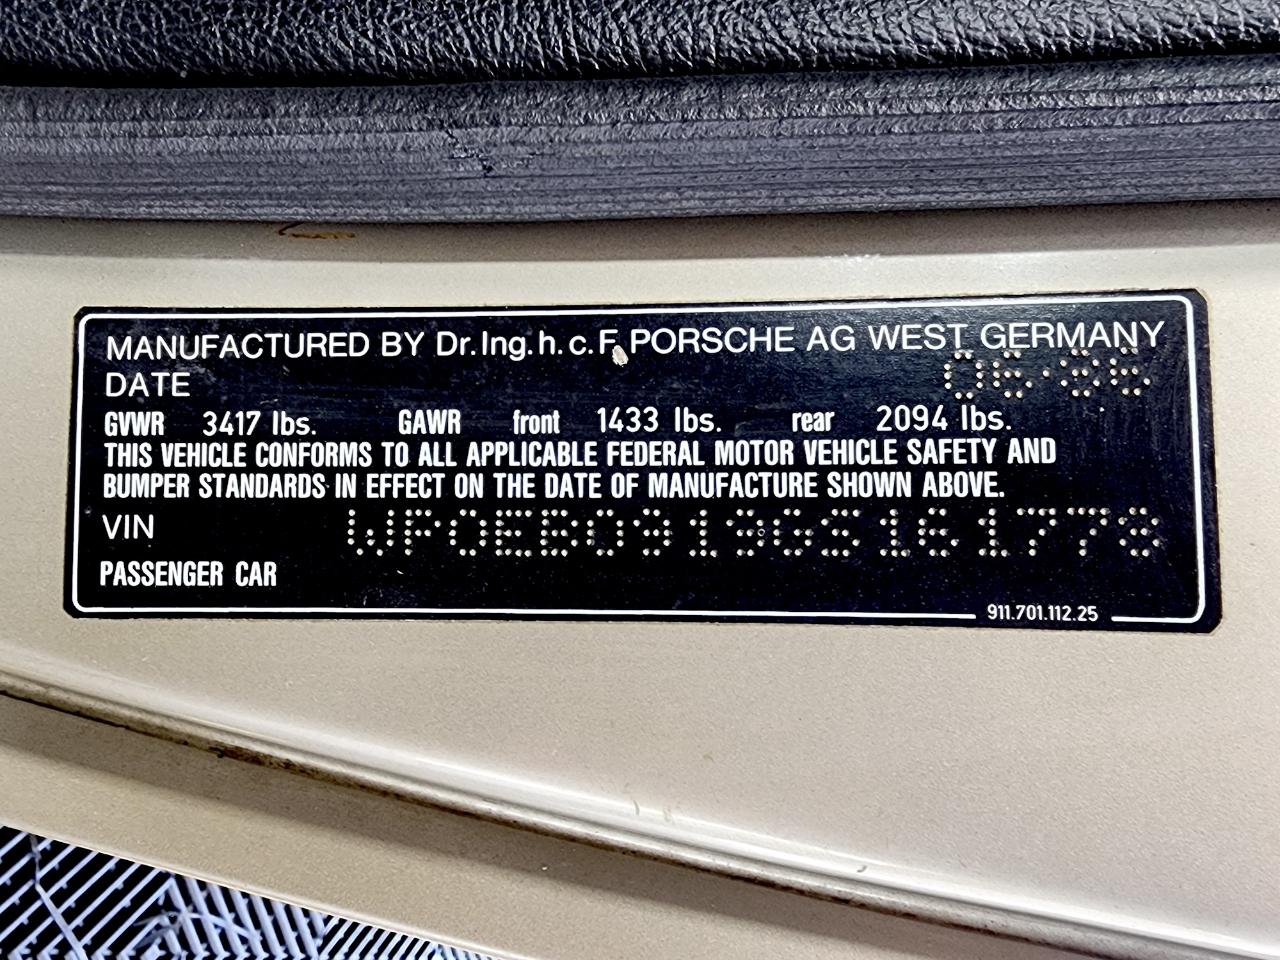 MANUFACTURED BY Dr.Ing.h.c.F. PORSCHE AG WEST GERMANY
DATE 06·86
GVWR 3417 lbs. GAWR front 1433 lbs. rear 2094 lbs.
THIS VEHICLE CONFORMS TO ALL APPLICABLE FEDERAL MOTOR VEHICLE SAFETY AND
BUMPER STANDARDS IN EFFECT ON THE DATE OF MANUFACTURE SHOWN ABOVE.
VIN WP0EB0919GS161778
PASSENGER CAR
911.701.112.25